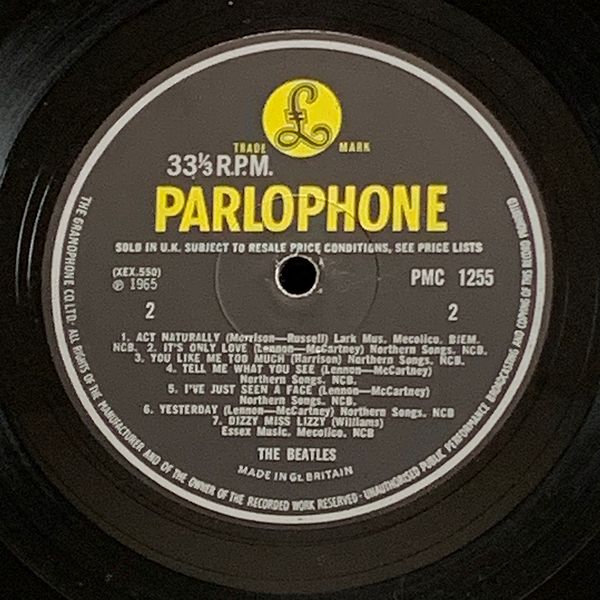 £
TRADE MARK
33⅓ R.P.M.
PARLOPHONE
SOLD IN U.K. SUBJECT TO RESALE PRICE CONDITIONS, SEE PRICE LISTS
(XEX.550)
℗ 1965
PMC 1255
2 2
1. ACT NATURALLY (Morrison—Russell) Lark Mus. Mecolico. BIEM.
NCB. 2. IT'S ONLY LOVE (Lennon—McCartney) Northern Songs. NCB.
3. YOU LIKE ME TOO MUCH (Harrison) Northern Songs. NCB.
4. TELL ME WHAT YOU SEE (Lennon—McCartney)
Northern Songs. NCB.
5. I'VE JUST SEEN A FACE (Lennon—McCartney)
Northern Songs. NCB.
6. YESTERDAY (Lennon—McCartney) Northern Songs. NCB
7. DIZZY MISS LIZZY (Williams)
Essex Music. Mecolico. NCB
THE BEATLES
MADE IN GT. BRITAIN
THE GRAMOPHONE CO. LTD. ALL RIGHTS OF THE MANUFACTURER AND OF THE OWNER OF THE RECORDED WORK RESERVED · UNAUTHORISED PUBLIC PERFORMANCE BROADCASTING AND COPYING OF THIS RECORD PROHIBITED